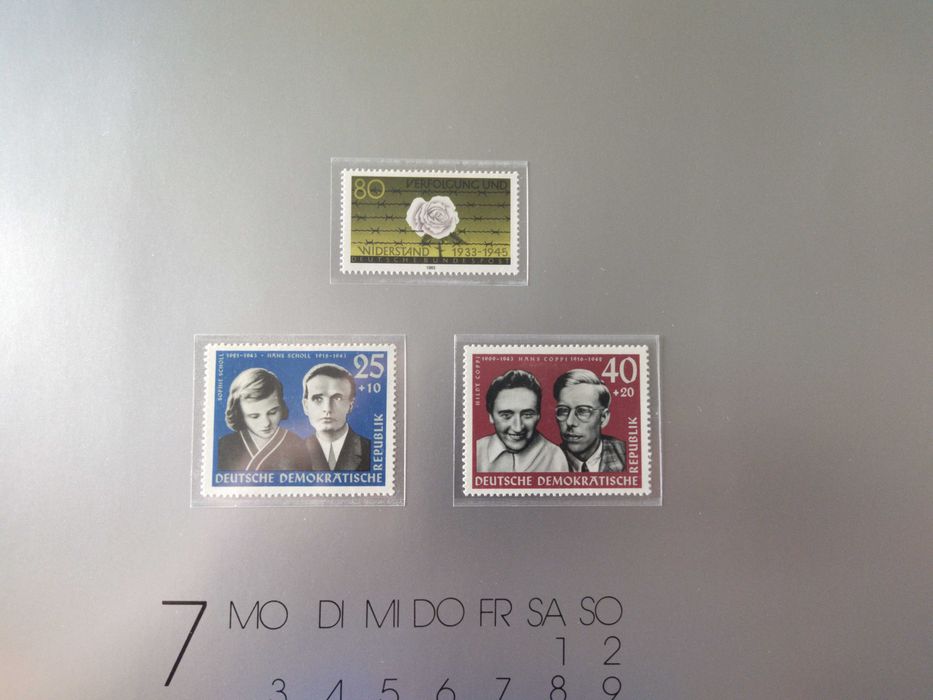 80 VERFOLGUNG UND
WIDERSTAND 1933-1945
DEUTSCHE BUNDESPOST
1983
SOPHIE SCHOLL 1921-1943 · HANS SCHOLL 1918-1943
25
+10
DEUTSCHE DEMOKRATISCHE REPUBLIK
HILDE COPPI 1909-1943 HANS COPPI 1916-1942
40
+20
DEUTSCHE DEMOKRATISCHE REPUBLIK
7 MO DI MI DO FR SA SO
1 2
3 4 5 6 7 8 9